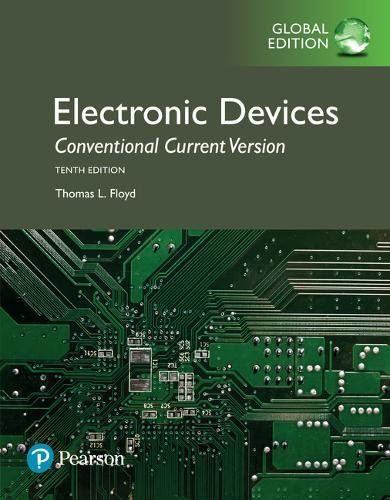 GLOBAL
EDITION
Electronic Devices
Conventional Current Version
TENTH EDITION
Thomas L. Floyd
Pearson